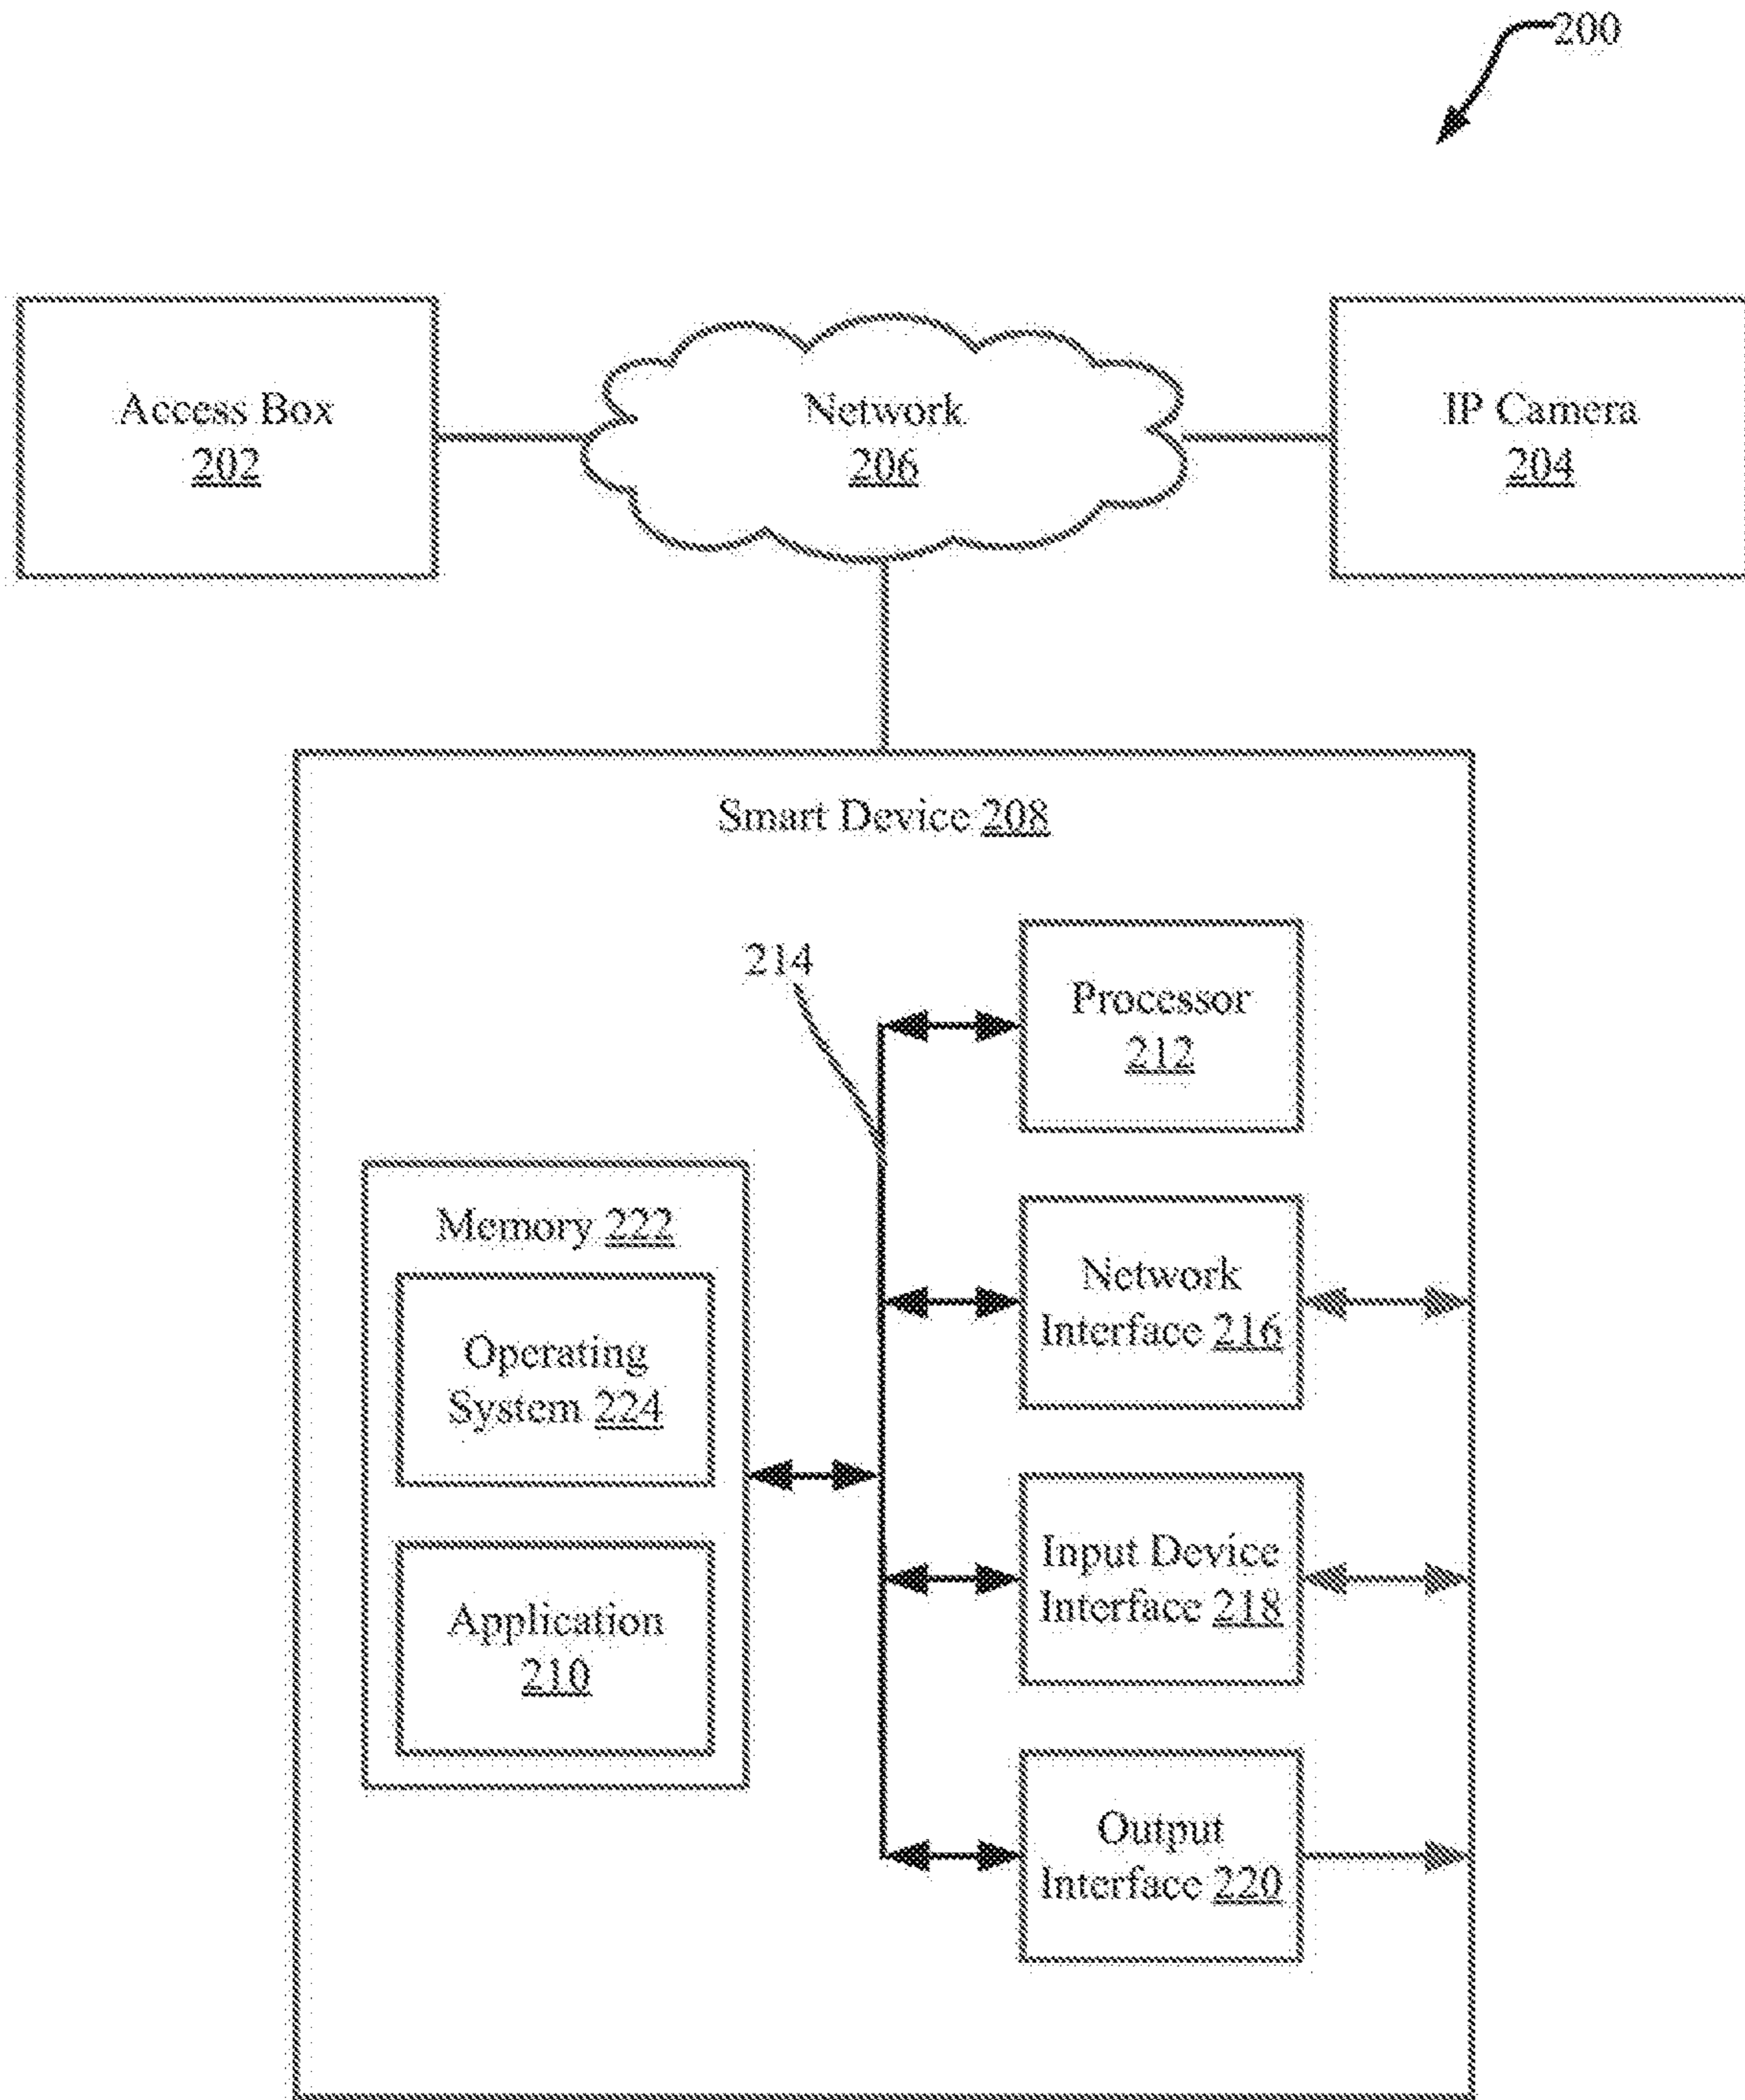 200
Access Box
202
Network
206
IP Camera
204
Smart Device 208
214
Processor
212
Memory 222
Operating
System 224
Application
210
Network
Interface 216
Input Device
Interface 218
Output
Interface 220